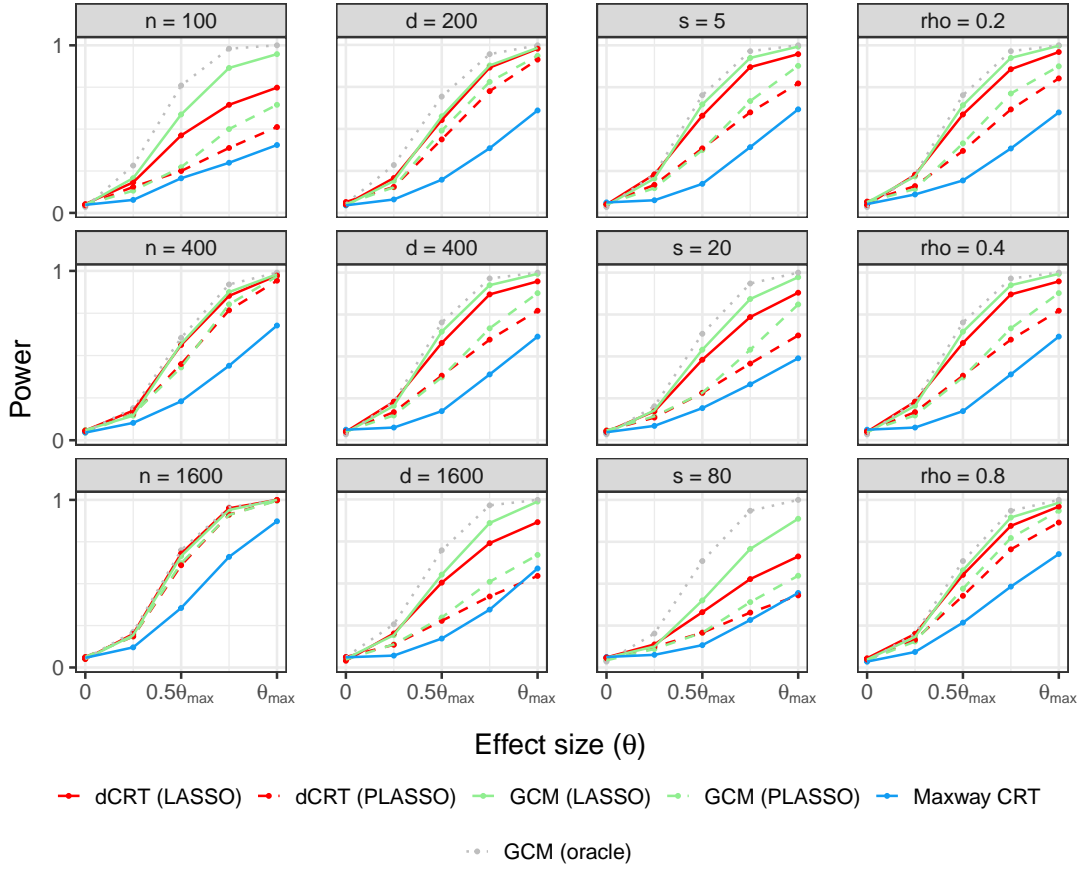 n = 100
d = 200
s = 5
rho = 0.2
1
0
n = 400
d = 400
s = 20
rho = 0.4
1
0
n = 1600
d = 1600
s = 80
rho = 0.8
1
0
Power
0 0.5θmax θmax
0 0.5θmax θmax
0 0.5θmax θmax
0 0.5θmax θmax
Effect size (θ)
dCRT (LASSO) dCRT (PLASSO) GCM (LASSO) GCM (PLASSO) Maxway CRT
GCM (oracle)